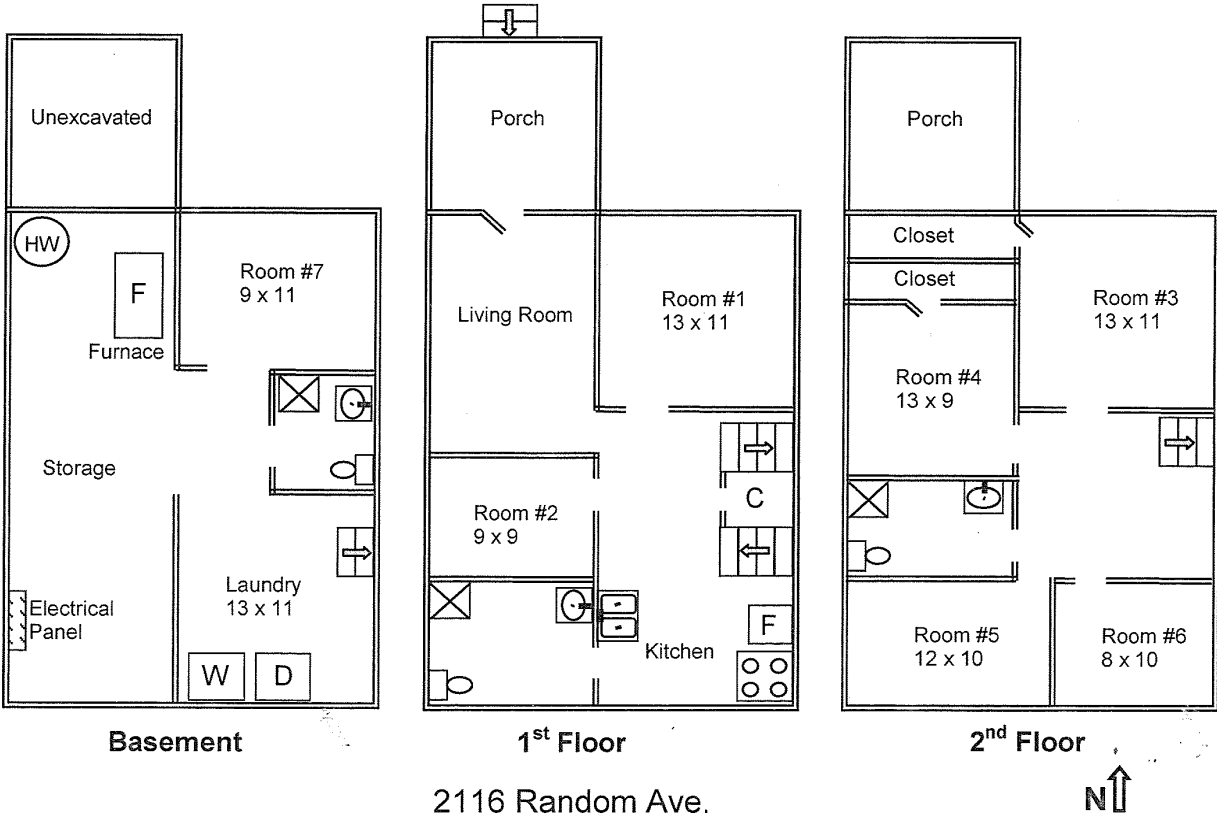 Unexcavated
HW
F
Furnace
Room #7
9 x 11
Storage
Electrical
Panel
Laundry
13 x 11
W
D
Basement
Porch
Living Room
Room #1
13 x 11
C
Room #2
9 x 9
F
Kitchen
1st Floor
Porch
Closet
Closet
Room #3
13 x 11
Room #4
13 x 9
Room #5
12 x 10
Room #6
8 x 10
2nd Floor
2116 Random Ave.
N